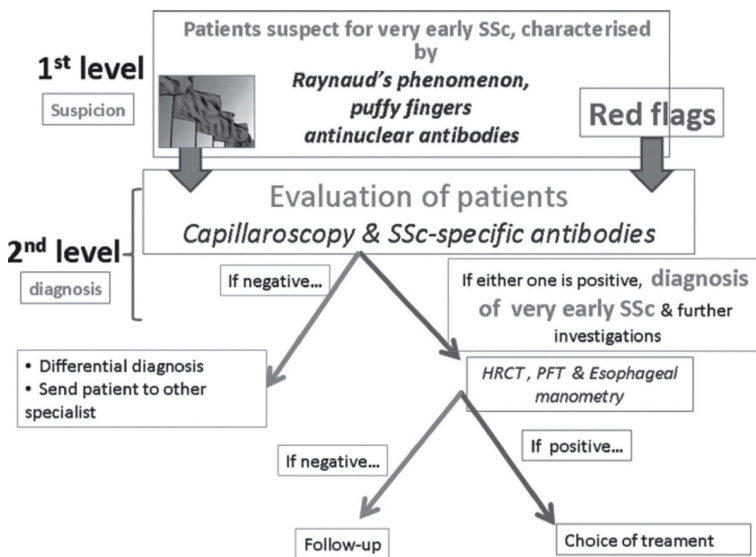 Patients suspect for very early SSc, characterised
by
Raynaud's phenomenon,
puffy fingers
antinuclear antibodies
1st level
Suspicion
Red flags
Evaluation of patients
Capillaroscopy & SSc-specific antibodies
2nd level
diagnosis
If negative...
If either one is positive, diagnosis
of very early SSc & further
investigations
• Differential diagnosis
• Send patient to other
specialist
HRCT, PFT & Esophageal
manometry
If negative...
If positive...
Follow-up
Choice of treament